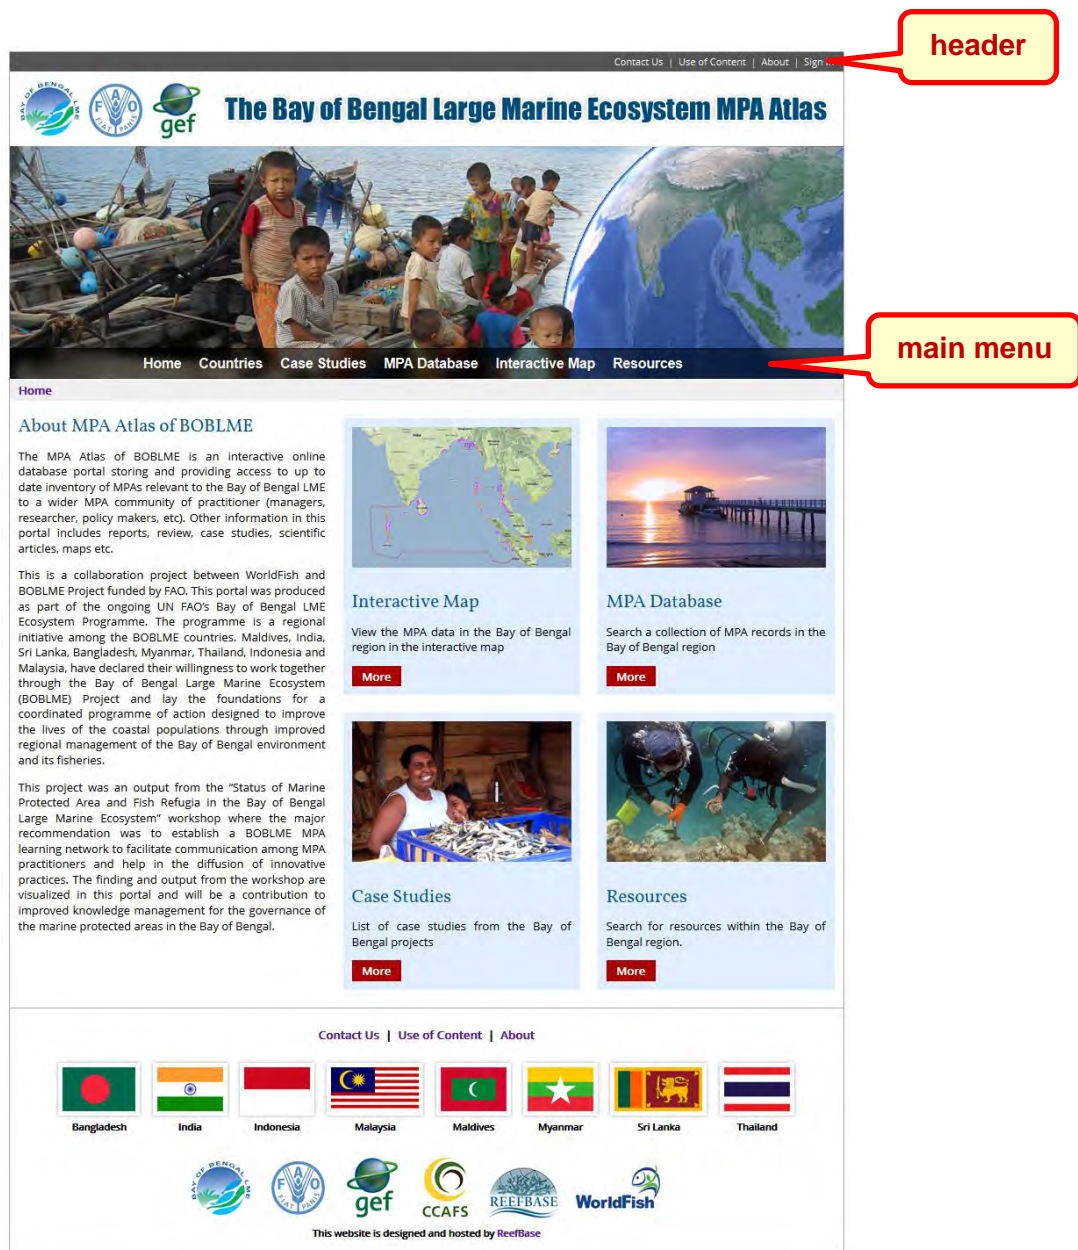 header
Contact Us | Use of Content | About | Sign In
BAY OF BENGAL LME
FAO
FIAT PANIS
gef
The Bay of Bengal Large Marine Ecosystem MPA Atlas
main menu
Home Countries Case Studies MPA Database Interactive Map Resources
Home
About MPA Atlas of BOBLME
The MPA Atlas of BOBLME is an interactive online
database portal storing and providing access to up to
date inventory of MPAs relevant to the Bay of Bengal LME
to a wider MPA community of practitioner (managers,
researcher, policy makers, etc). Other information in this
portal includes reports, review, case studies, scientific
articles, maps etc.
This is a collaboration project between WorldFish and
BOBLME Project funded by FAO. This portal was produced
as part of the ongoing UN FAO's Bay of Bengal LME
Ecosystem Programme. The programme is a regional
initiative among the BOBLME countries. Maldives, India,
Sri Lanka, Bangladesh, Myanmar, Thailand, Indonesia and
Malaysia, have declared their willingness to work together
through the Bay of Bengal Large Marine Ecosystem
(BOBLME) Project and lay the foundations for a
coordinated programme of action designed to improve
the lives of the coastal populations through improved
regional management of the Bay of Bengal environment
and its fisheries.
This project was an output from the "Status of Marine
Protected Area and Fish Refugia in the Bay of Bengal
Large Marine Ecosystem" workshop where the major
recommendation was to establish a BOBLME MPA
learning network to facilitate communication among MPA
practitioners and help in the diffusion of innovative
practices. The finding and output from the workshop are
visualized in this portal and will be a contribution to
improved knowledge management for the governance of
the marine protected areas in the Bay of Bengal.
Interactive Map
View the MPA data in the Bay of Bengal
region in the interactive map
More
MPA Database
Search a collection of MPA records in the
Bay of Bengal region
More
Case Studies
List of case studies from the Bay of
Bengal projects
More
Resources
Search for resources within the Bay of
Bengal region.
More
Contact Us | Use of Content | About
Bangladesh India Indonesia Malaysia Maldives Myanmar Sri Lanka Thailand
BAY OF BENGAL LME
FAO
FIAT PANIS
gef
CCAFS
REEFBASE
WorldFish
This website is designed and hosted by ReefBase